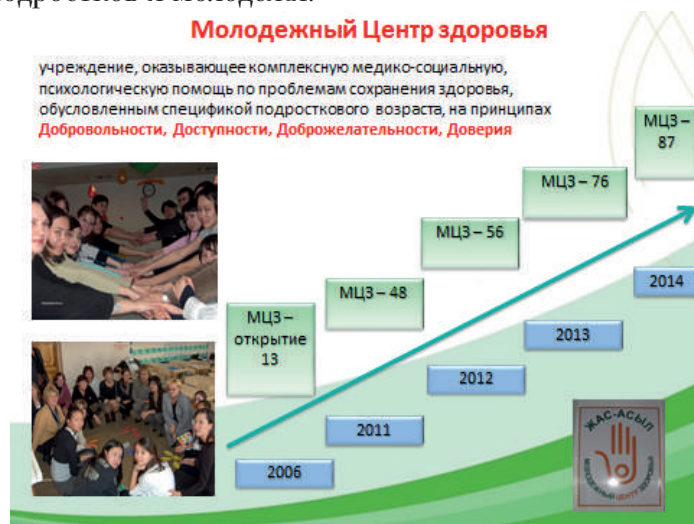 Молодежный Центр здоровья
учреждение, оказывающее комплексную медико-социальную,
психологическую помощь по проблемам сохранения здоровья,
обусловленным спецификой подросткового возраста, на принципах
Добровольности, Доступности, Доброжелательности, Доверия
МЦЗ –
87
МЦЗ – 76
МЦЗ – 56
МЦЗ – 48
МЦЗ –
открытие
13
2014
2013
2012
2011
2006
ЖАС-АСЫЛ
МОЛОДЕЖНЫЙ ЦЕНТР ЗДОРОВЬЯ